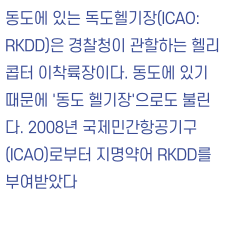 동도에 있는 독도헬기장(ICAO:
RKDD)은 경찰청이 관할하는 헬리
콥터 이착륙장이다. 동도에 있기
때문에 '동도 헬기장'으로도 불린
다. 2008년 국제민간항공기구
(ICAO)로부터 지명약어 RKDD를
부여받았다